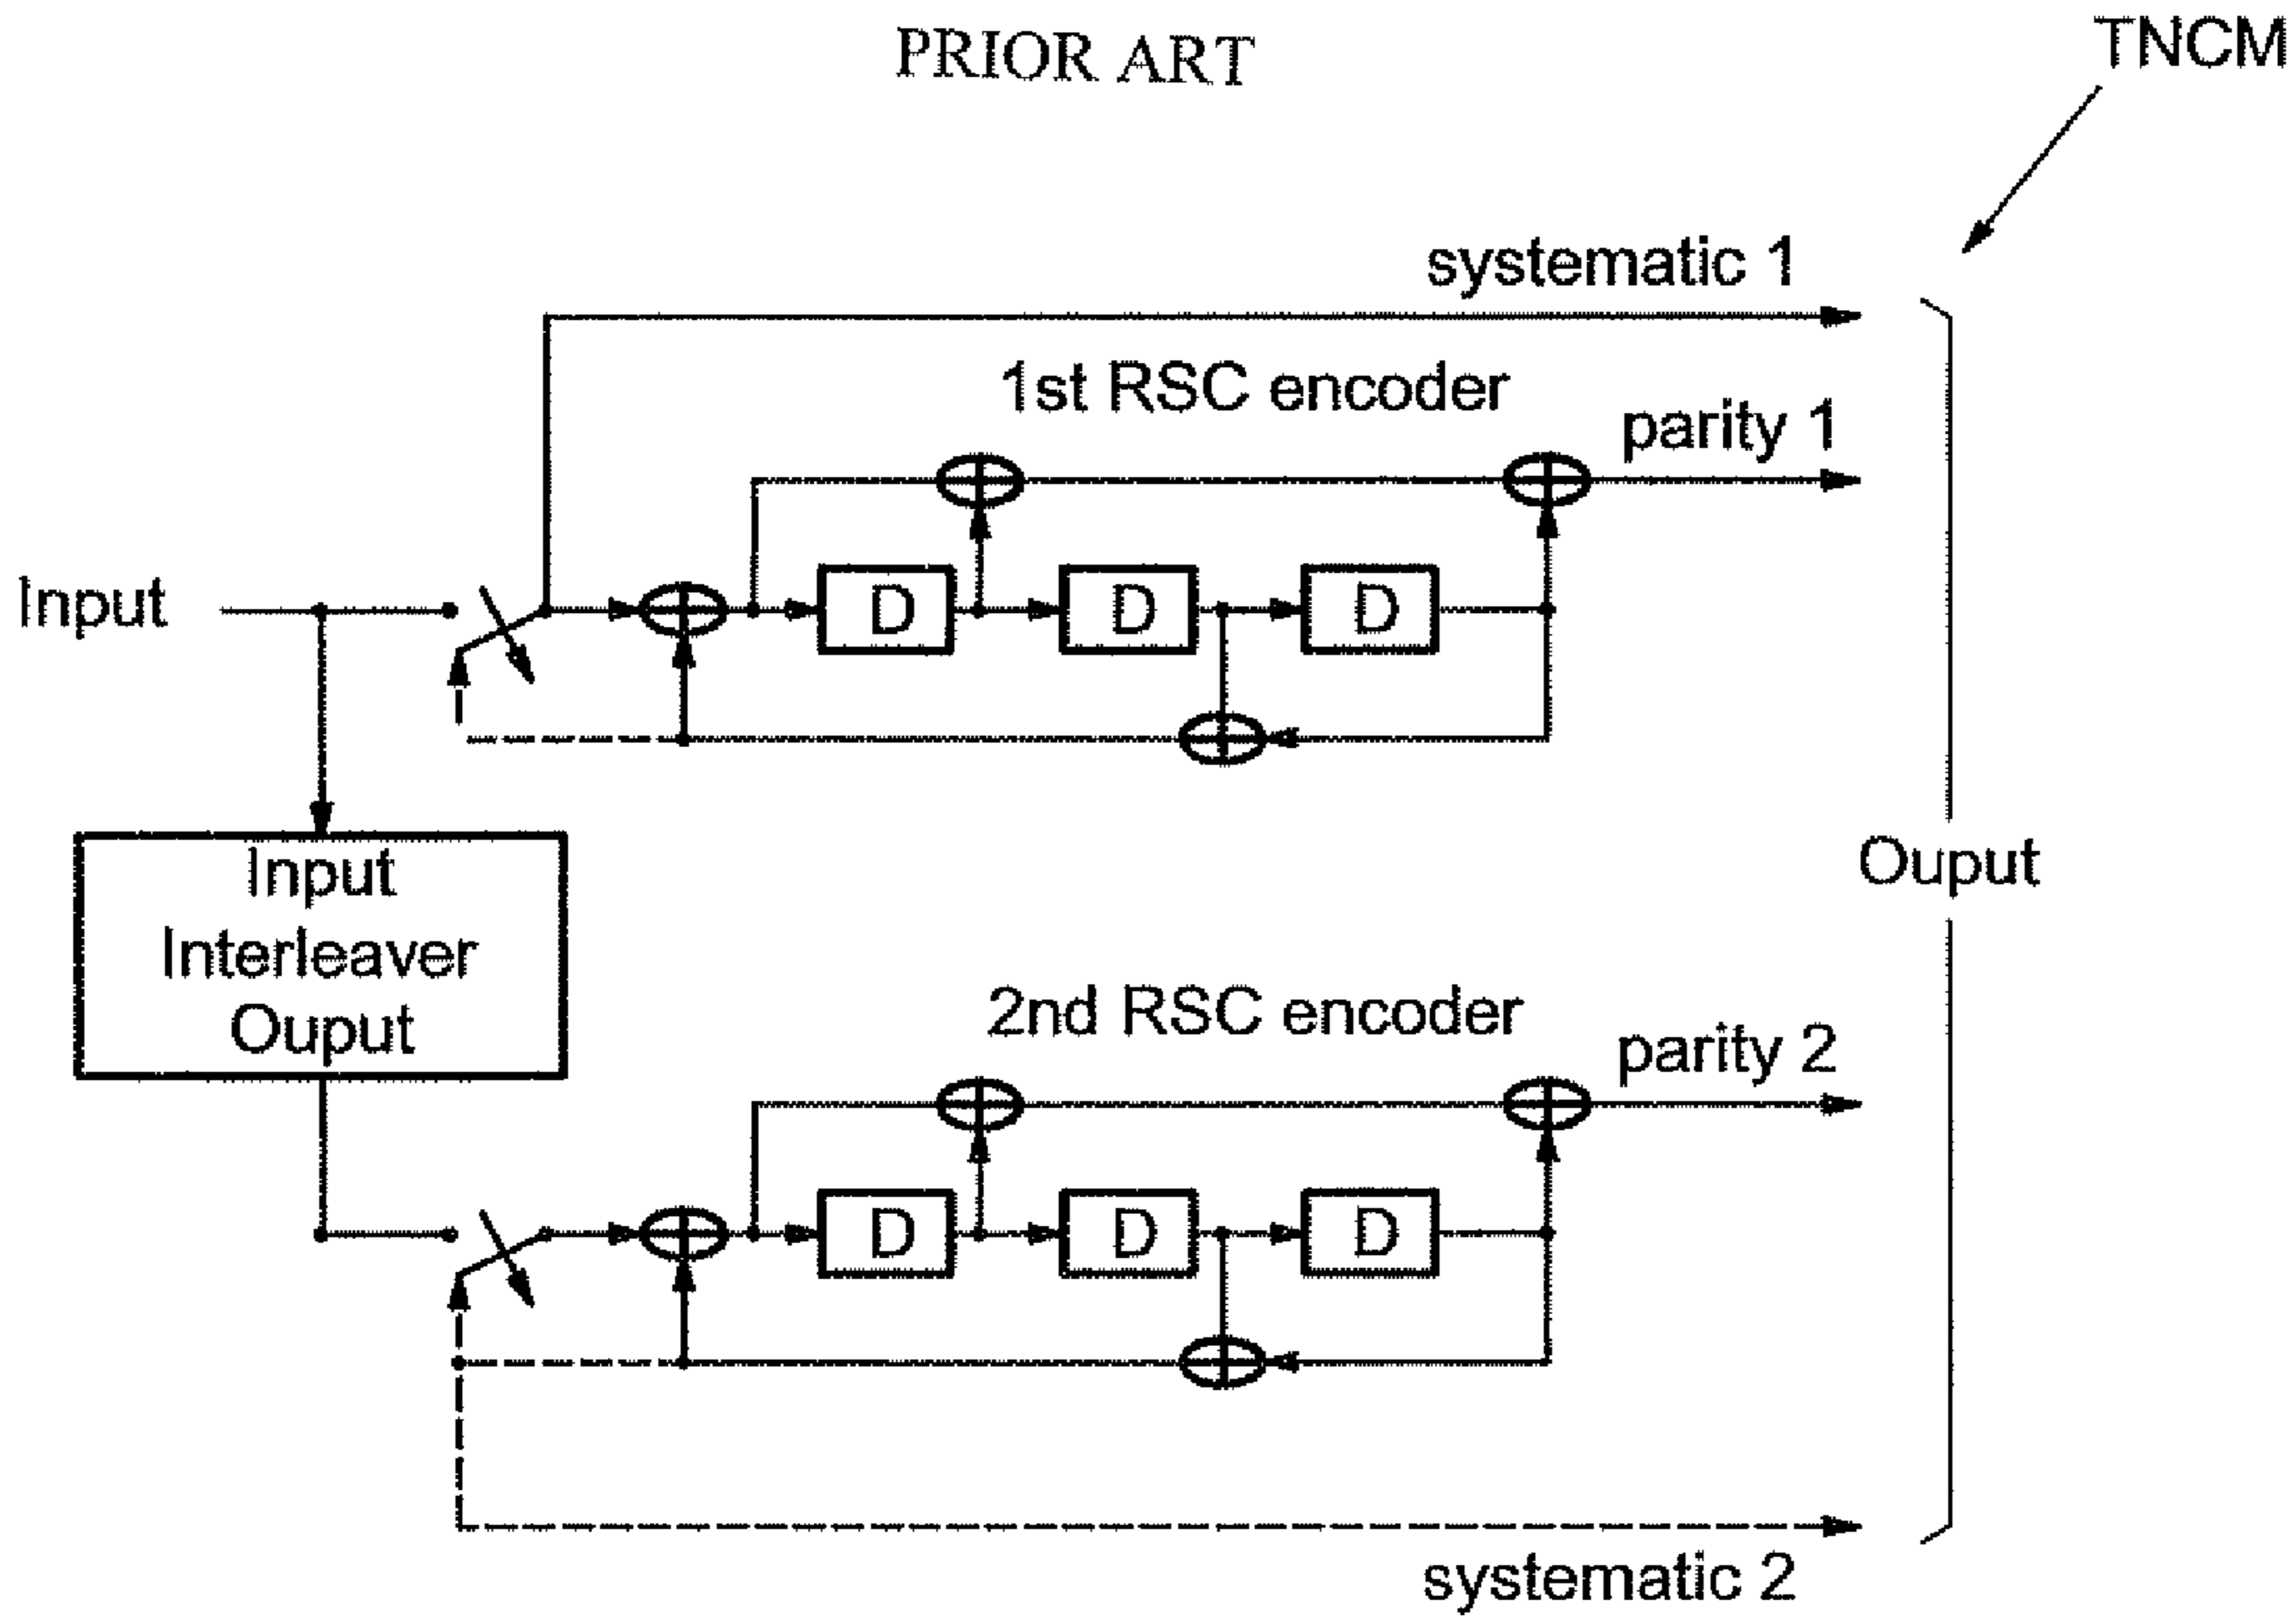 PRIOR ART
TNCM
systematic 1
1st RSC encoder
parity 1
Input
D
D
D
Input
Interleaver
Ouput
Ouput
2nd RSC encoder
parity 2
D
D
D
systematic 2